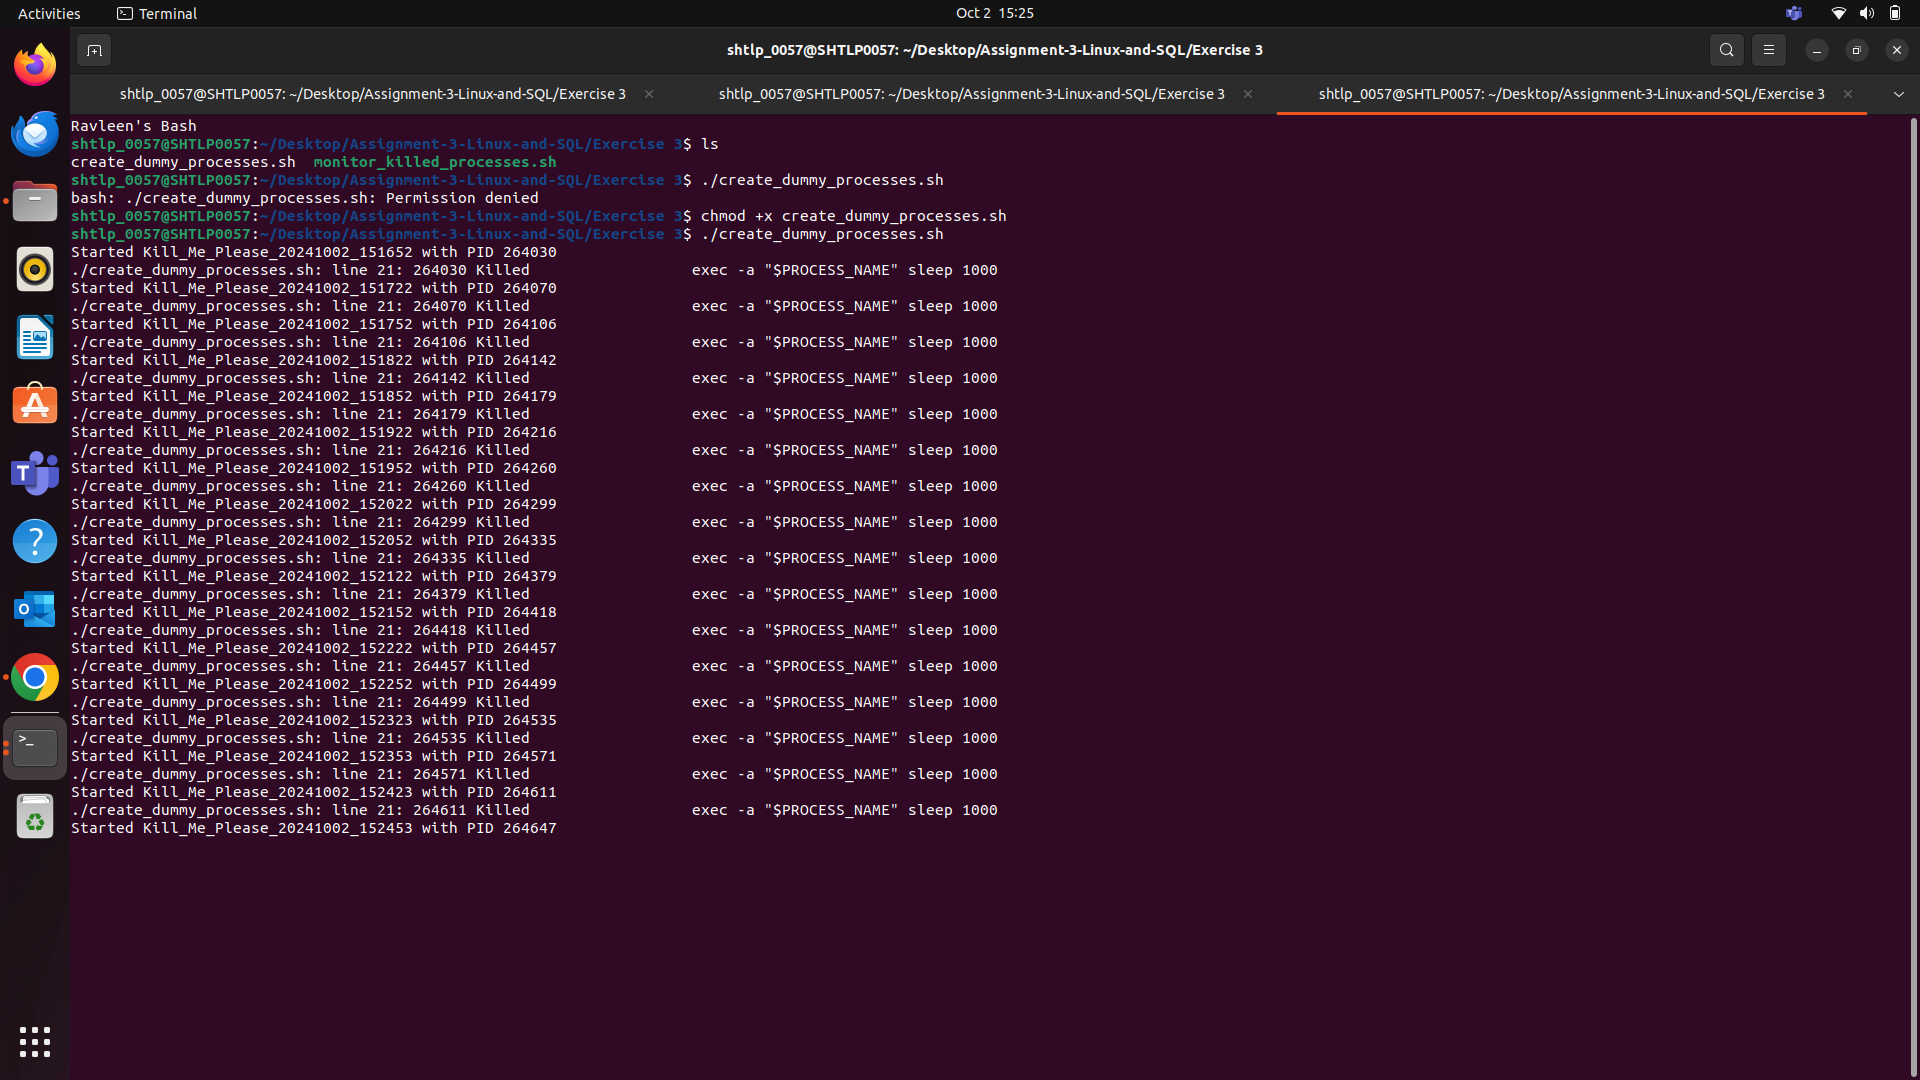 Activities
Terminal
Oct 2 15:25
shtlp_0057@SHTLP0057: ~/Desktop/Assignment-3-Linux-and-SQL/Exercise 3
shtlp_0057@SHTLP0057: ~/Desktop/Assignment-3-Linux-and-SQL/Exercise 3
shtlp_0057@SHTLP0057: ~/Desktop/Assignment-3-Linux-and-SQL/Exercise 3
shtlp_0057@SHTLP0057: ~/Desktop/Assignment-3-Linux-and-SQL/Exercise 3
Ravleen's Bash
shtlp_0057@SHTLP0057:~/Desktop/Assignment-3-Linux-and-SQL/Exercise 3$ ls
create_dummy_processes.sh  monitor_killed_processes.sh
shtlp_0057@SHTLP0057:~/Desktop/Assignment-3-Linux-and-SQL/Exercise 3$ ./create_dummy_processes.sh
bash: ./create_dummy_processes.sh: Permission denied
shtlp_0057@SHTLP0057:~/Desktop/Assignment-3-Linux-and-SQL/Exercise 3$ chmod +x create_dummy_processes.sh
shtlp_0057@SHTLP0057:~/Desktop/Assignment-3-Linux-and-SQL/Exercise 3$ ./create_dummy_processes.sh
Started Kill_Me_Please_20241002_151652 with PID 264030
./create_dummy_processes.sh: line 21: 264030 Killed                  exec -a "$PROCESS_NAME" sleep 1000
Started Kill_Me_Please_20241002_151722 with PID 264070
./create_dummy_processes.sh: line 21: 264070 Killed                  exec -a "$PROCESS_NAME" sleep 1000
Started Kill_Me_Please_20241002_151752 with PID 264106
./create_dummy_processes.sh: line 21: 264106 Killed                  exec -a "$PROCESS_NAME" sleep 1000
Started Kill_Me_Please_20241002_151822 with PID 264142
./create_dummy_processes.sh: line 21: 264142 Killed                  exec -a "$PROCESS_NAME" sleep 1000
Started Kill_Me_Please_20241002_151852 with PID 264179
./create_dummy_processes.sh: line 21: 264179 Killed                  exec -a "$PROCESS_NAME" sleep 1000
Started Kill_Me_Please_20241002_151922 with PID 264216
./create_dummy_processes.sh: line 21: 264216 Killed                  exec -a "$PROCESS_NAME" sleep 1000
Started Kill_Me_Please_20241002_151952 with PID 264260
./create_dummy_processes.sh: line 21: 264260 Killed                  exec -a "$PROCESS_NAME" sleep 1000
Started Kill_Me_Please_20241002_152022 with PID 264299
./create_dummy_processes.sh: line 21: 264299 Killed                  exec -a "$PROCESS_NAME" sleep 1000
Started Kill_Me_Please_20241002_152052 with PID 264335
./create_dummy_processes.sh: line 21: 264335 Killed                  exec -a "$PROCESS_NAME" sleep 1000
Started Kill_Me_Please_20241002_152122 with PID 264379
./create_dummy_processes.sh: line 21: 264379 Killed                  exec -a "$PROCESS_NAME" sleep 1000
Started Kill_Me_Please_20241002_152152 with PID 264418
./create_dummy_processes.sh: line 21: 264418 Killed                  exec -a "$PROCESS_NAME" sleep 1000
Started Kill_Me_Please_20241002_152222 with PID 264457
./create_dummy_processes.sh: line 21: 264457 Killed                  exec -a "$PROCESS_NAME" sleep 1000
Started Kill_Me_Please_20241002_152252 with PID 264499
./create_dummy_processes.sh: line 21: 264499 Killed                  exec -a "$PROCESS_NAME" sleep 1000
Started Kill_Me_Please_20241002_152323 with PID 264535
./create_dummy_processes.sh: line 21: 264535 Killed                  exec -a "$PROCESS_NAME" sleep 1000
Started Kill_Me_Please_20241002_152353 with PID 264571
./create_dummy_processes.sh: line 21: 264571 Killed                  exec -a "$PROCESS_NAME" sleep 1000
Started Kill_Me_Please_20241002_152423 with PID 264611
./create_dummy_processes.sh: line 21: 264611 Killed                  exec -a "$PROCESS_NAME" sleep 1000
Started Kill_Me_Please_20241002_152453 with PID 264647